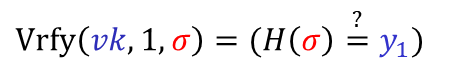 Vrfy(vk, 1, σ) = (H(σ) ≟ y₁)